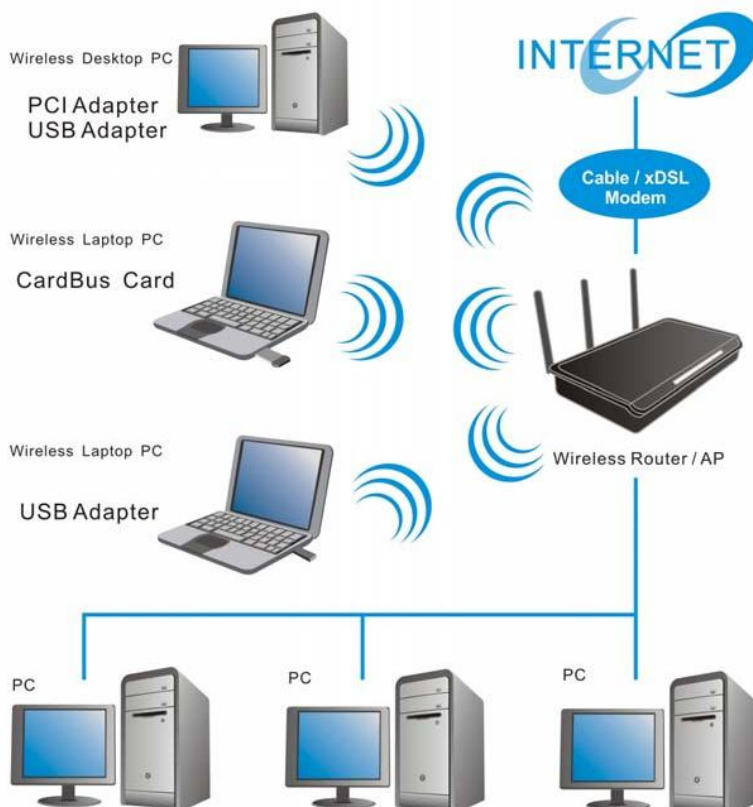 Wireless Desktop PC
PCI Adapter
USB Adapter
INTERNET
Cable / xDSL
Modem
Wireless Laptop PC
CardBus Card
Wireless Laptop PC
USB Adapter
Wireless Router / AP
PC
PC
PC